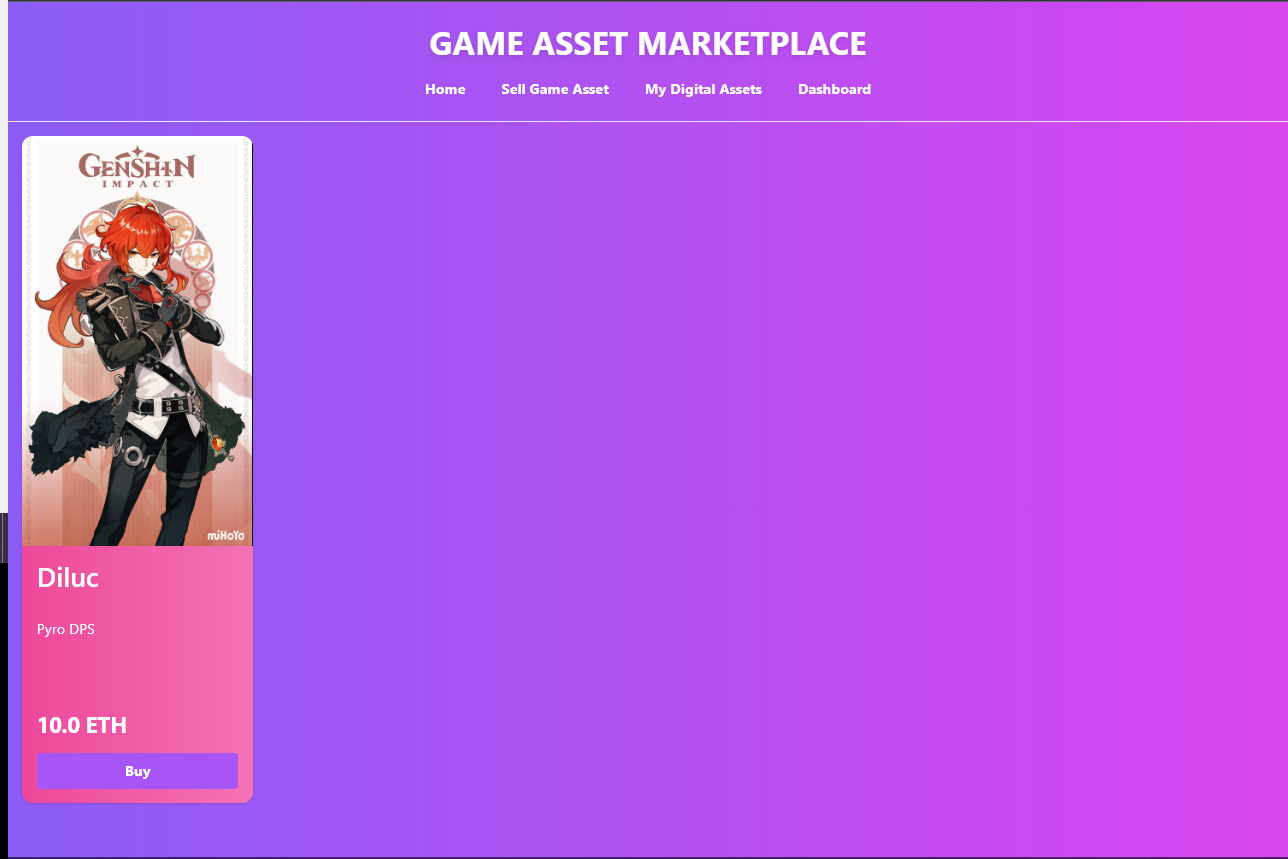 GAME ASSET MARKETPLACE
Home Sell Game Asset My Digital Assets Dashboard
GENSHIN
IMPACT
miHoYo
Diluc
Pyro DPS
10.0 ETH
Buy